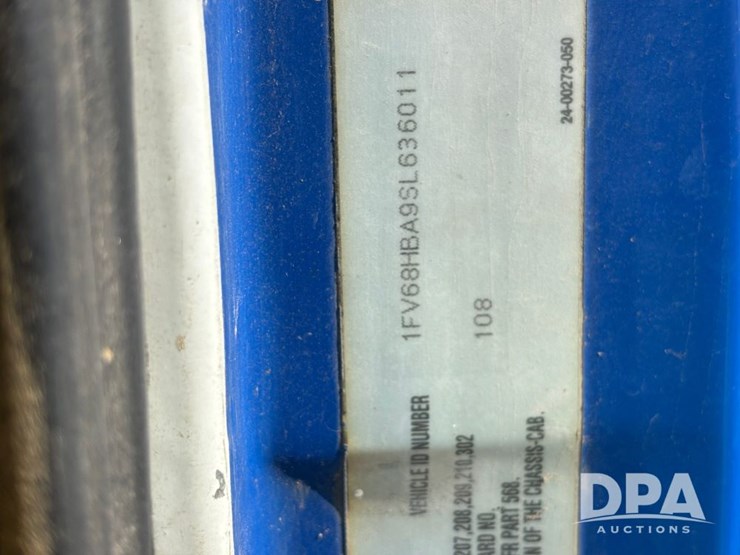 VEHICLE ID NUMBER 1FV68HBA9SL636011
207,208,209,210,302 108
ARD NO.
FR PART 568.
ON OF THE CHASSIS-CAB.
24-00273-050
DPA
AUCTIONS